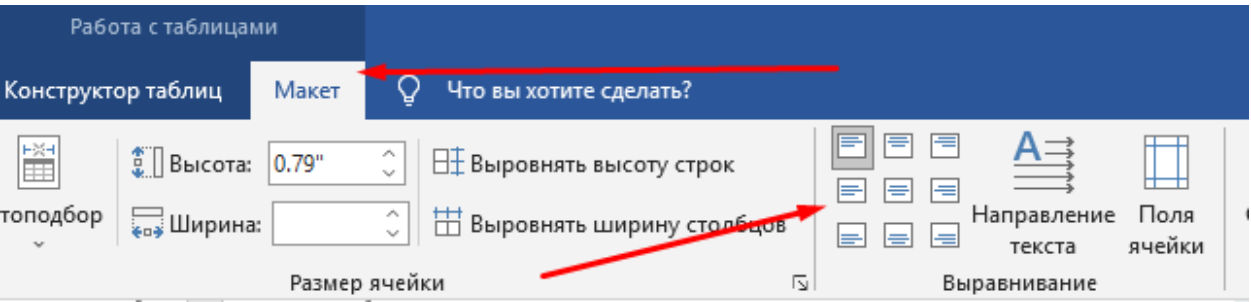 Работа с таблицами
Конструктор таблиц Макет Что вы хотите сделать?
Высота: 0.79" Выровнять высоту строк
топодбор Ширина: Выровнять ширину столбцов
Направление текста
Поля ячейки
Размер ячейки Выравнивание